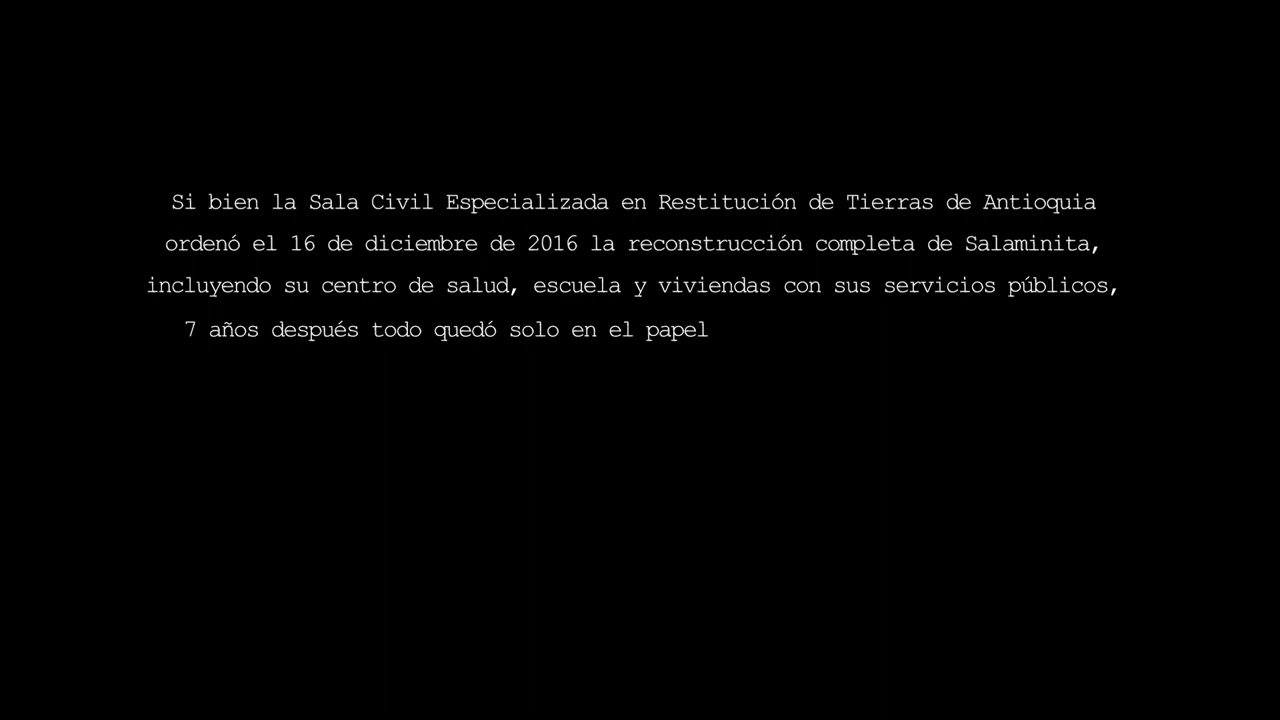 Si bien la Sala Civil Especializada en Restitución de Tierras de Antioquia
ordenó el 16 de diciembre de 2016 la reconstrucción completa de Salaminita,
incluyendo su centro de salud, escuela y viviendas con sus servicios públicos,
7 años después todo quedó solo en el papel